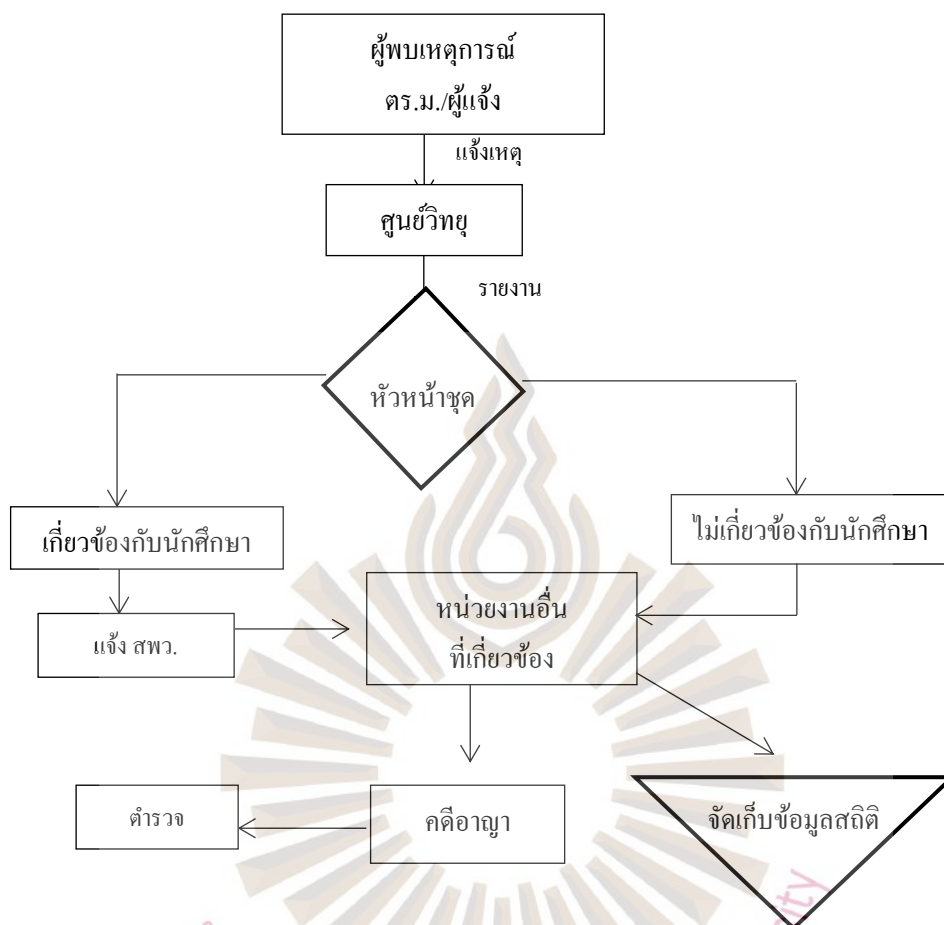 ผู้พบเหตุการณ์
ตร.ม./ผู้แจ้ง
แจ้งเหตุ
ศูนย์วิทยุ
รายงาน
หัวหน้าชุด
เกี่ยวข้องกับนักศึกษา
ไม่เกี่ยวข้องกับนักศึกษา
แจ้ง สพว.
หน่วยงานอื่น
ที่เกี่ยวข้อง
ตำรวจ
คดีอาญา
จัดเก็บข้อมูลสถิติ